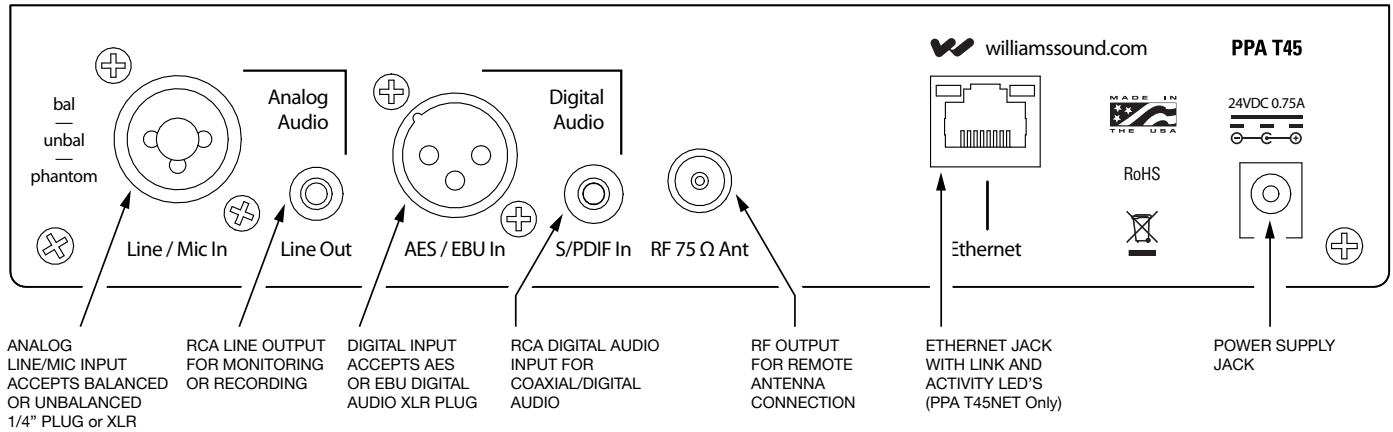 williamssound.com
PPA T45
bal
unbal
phantom
Analog
Audio
Digital
Audio
MADE IN
THE USA
24VDC 0.75A
RoHS
Line / Mic In
Line Out
AES / EBU In
S/PDIF In
RF 75 Ω Ant
Ethernet
ANALOG
LINE/MIC INPUT
ACCEPTS BALANCED
OR UNBALANCED
1/4” PLUG or XLR
RCA LINE OUTPUT
FOR MONITORING
OR RECORDING
DIGITAL INPUT
ACCEPTS AES
OR EBU DIGITAL
AUDIO XLR PLUG
RCA DIGITAL AUDIO
INPUT FOR
COAXIAL/DIGITAL
AUDIO
RF OUTPUT
FOR REMOTE
ANTENNA
CONNECTION
ETHERNET JACK
WITH LINK AND
ACTIVITY LED'S
(PPA T45NET Only)
POWER SUPPLY
JACK